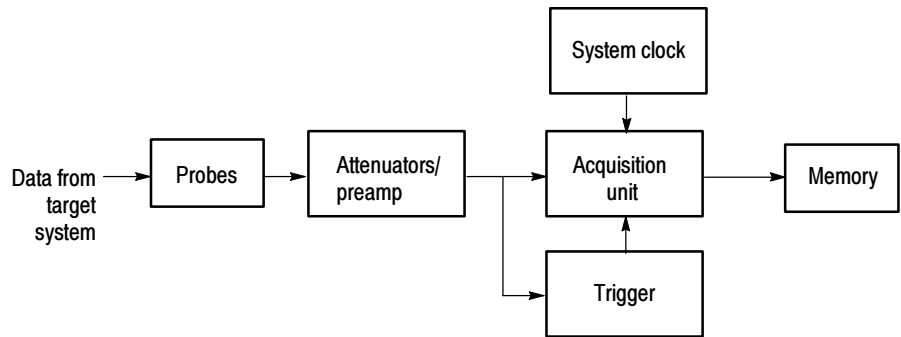 System clock
Data from
target
system
Probes
Attenuators/
preamp
Acquisition
unit
Memory
Trigger